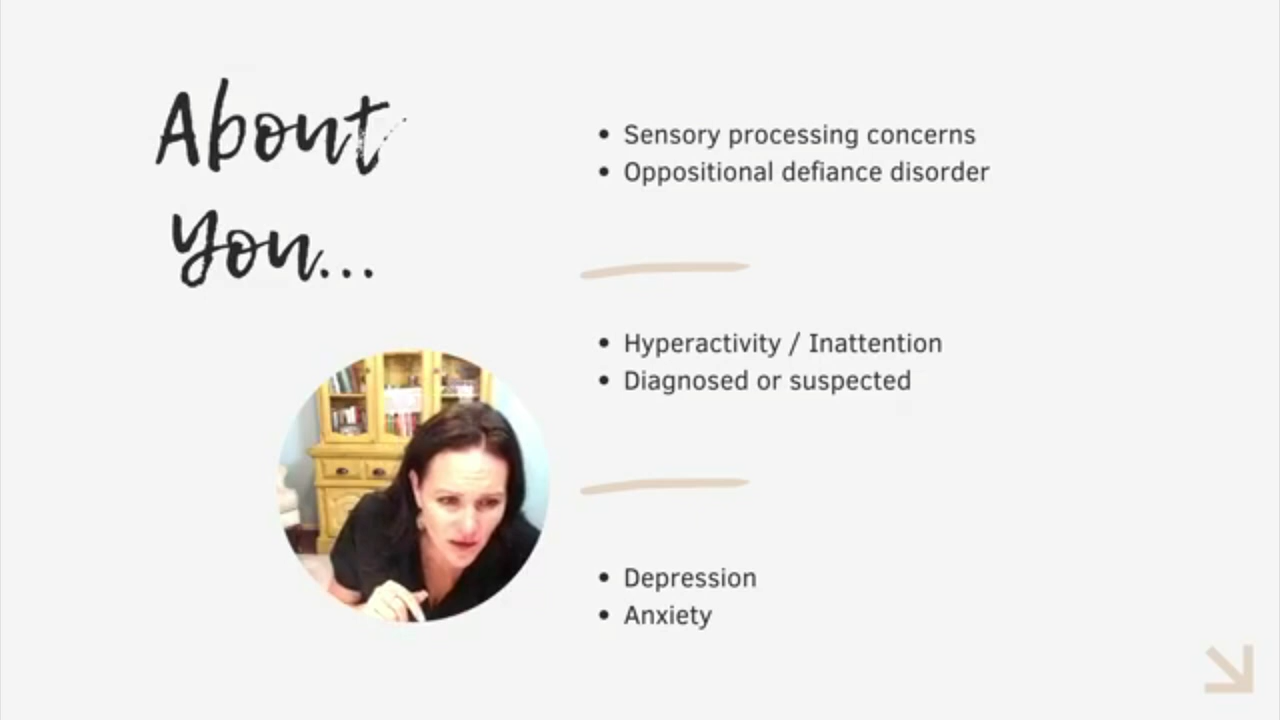 About
you...
• Sensory processing concerns
• Oppositional defiance disorder
• Hyperactivity / Inattention
• Diagnosed or suspected
• Depression
• Anxiety